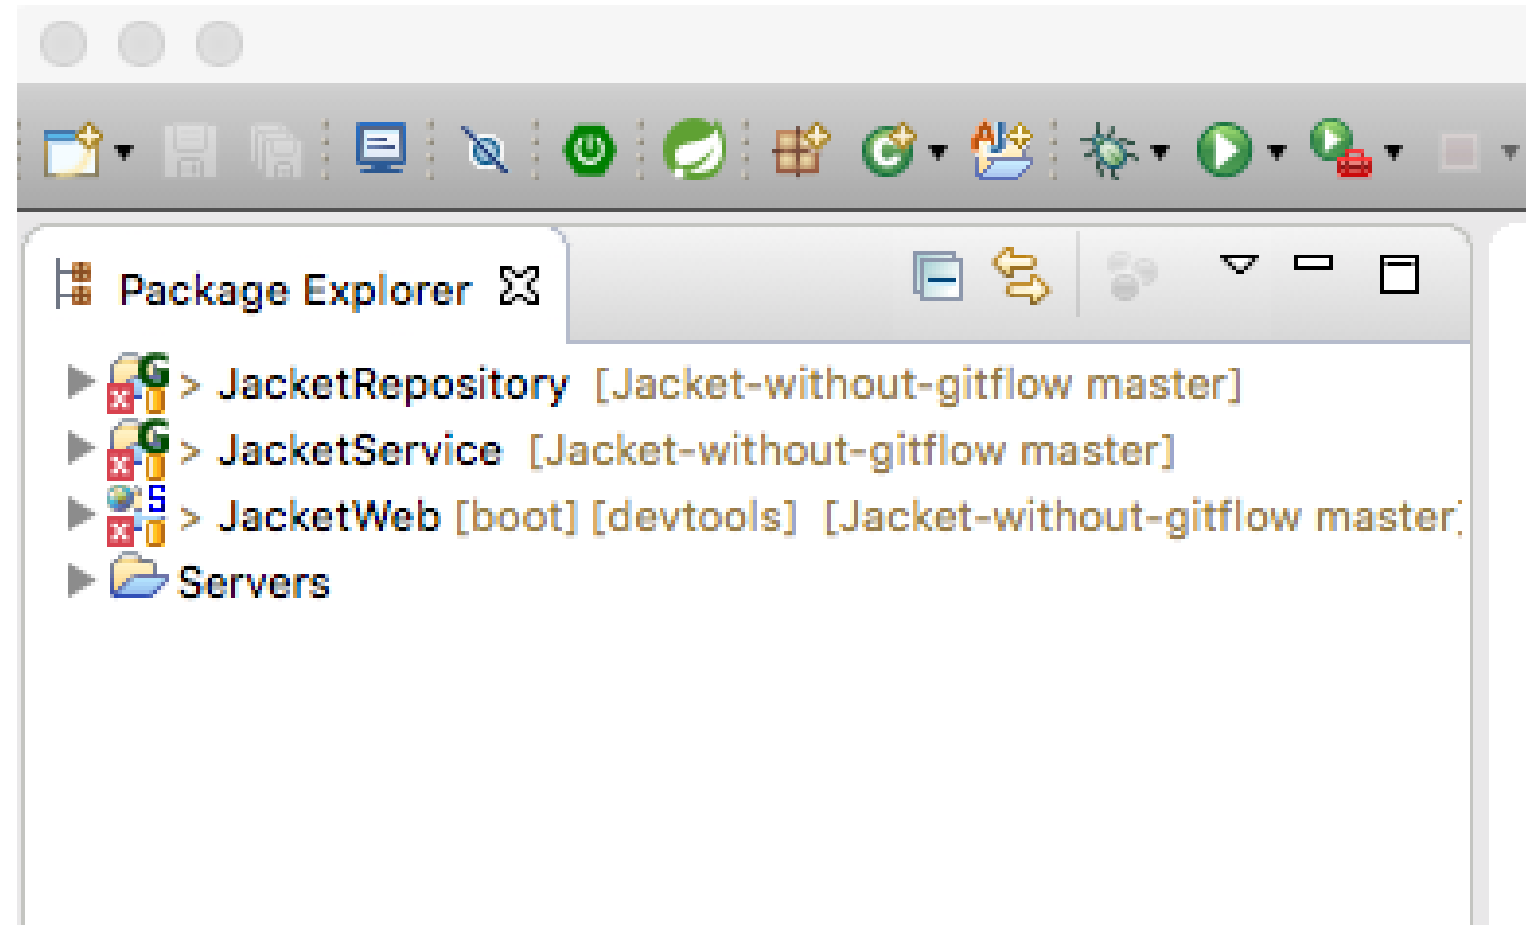 Package Explorer
> JacketRepository [Jacket-without-gitflow master]
> JacketService [Jacket-without-gitflow master]
> JacketWeb [boot] [devtools] [Jacket-without-gitflow master]
Servers